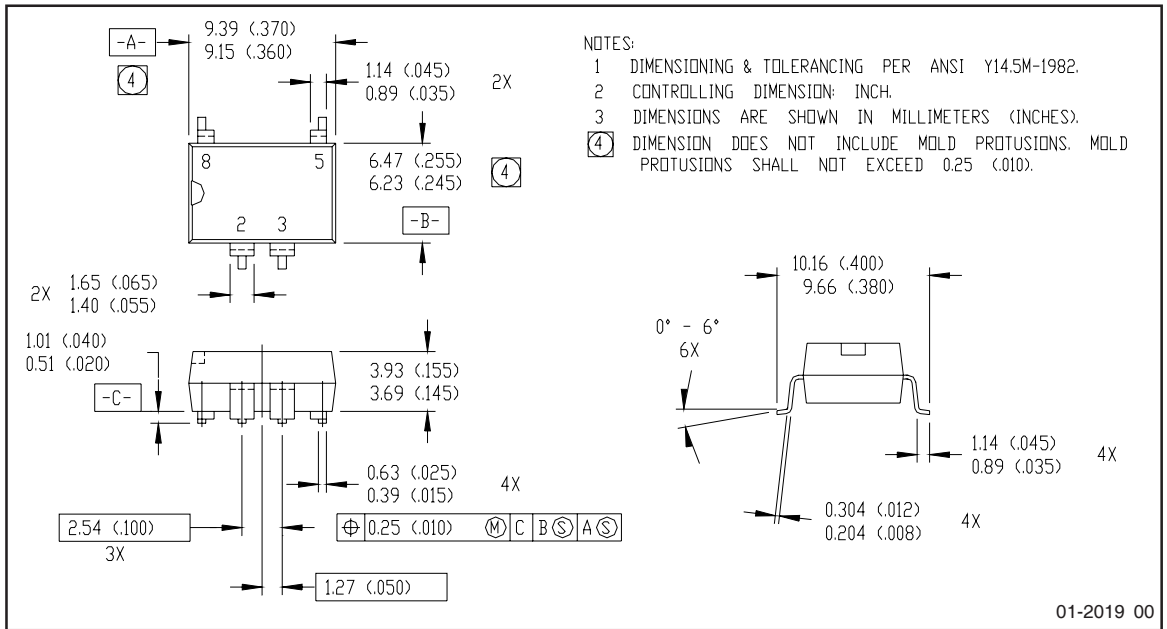 -A-
9.39 (.370)
9.15 (.360)
4
1.14 (.045)
0.89 (.035)
2X
8
5
6.47 (.255)
6.23 (.245)
4
-B-
2 3
2X
1.65 (.065)
1.40 (.055)
1.01 (.040)
0.51 (.020)
-C-
3.93 (.155)
3.69 (.145)
0.63 (.025)
0.39 (.015)
4X
2.54 (.100)
3X
⌖ 0.25 (.010) Ⓜ C B Ⓢ A Ⓢ
1.27 (.050)
NOTES:
1 DIMENSIONING & TOLERANCING PER ANSI Y14.5M-1982.
2 CONTROLLING DIMENSION: INCH.
3 DIMENSIONS ARE SHOWN IN MILLIMETERS (INCHES).
4 DIMENSION DOES NOT INCLUDE MOLD PROTUSIONS. MOLD
PROTUSIONS SHALL NOT EXCEED 0.25 (.010).
10.16 (.400)
9.66 (.380)
0° - 6°
6X
1.14 (.045)
0.89 (.035)
4X
0.304 (.012)
0.204 (.008)
4X
01-2019 00